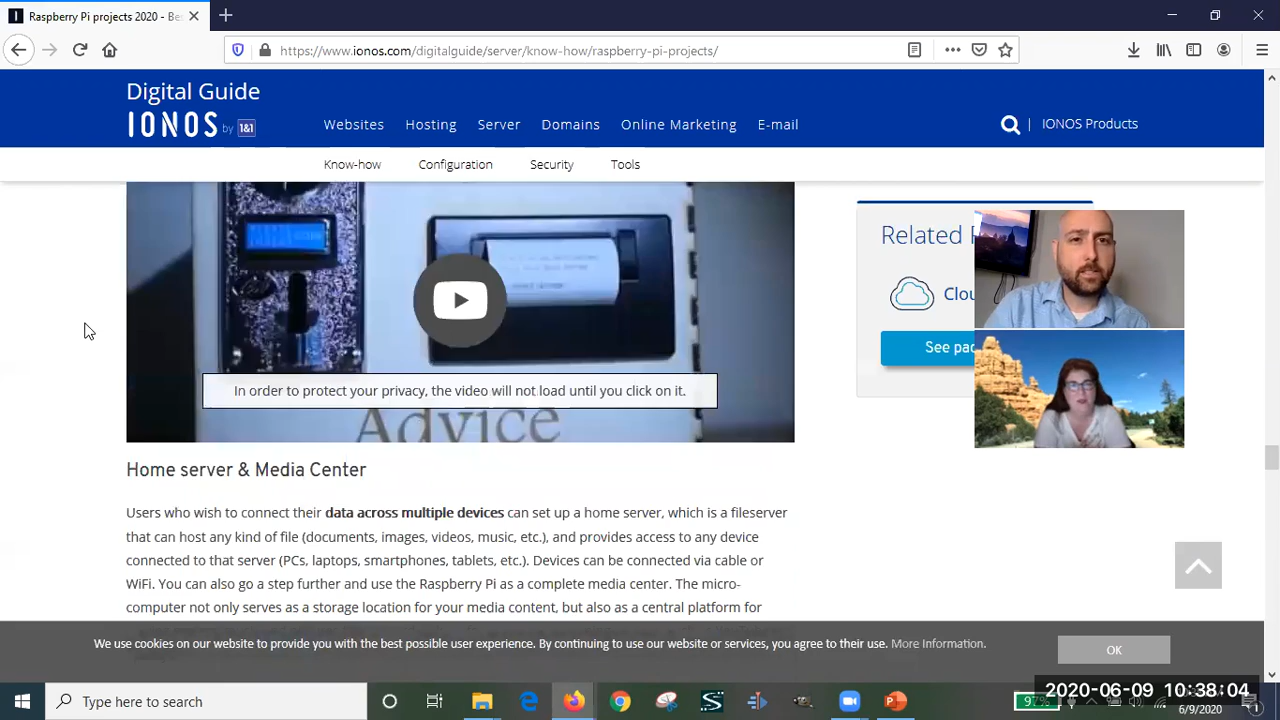 Raspberry Pi projects 2020 - Be
https://www.ionos.com/digitalguide/server/know-how/raspberry-pi-projects/
Digital Guide
IONOS by 1&1
Websites Hosting Server Domains Online Marketing E-mail
IONOS Products
Know-how Configuration Security Tools
Related
Clou
See pac
In order to protect your privacy, the video will not load until you click on it.
Advice
Home server & Media Center
Users who wish to connect their data across multiple devices can set up a home server, which is a fileserver
that can host any kind of file (documents, images, videos, music, etc.), and provides access to any device
connected to that server (PCs, laptops, smartphones, tablets, etc.). Devices can be connected via cable or
WiFi. You can also go a step further and use the Raspberry Pi as a complete media center. The micro-
computer not only serves as a storage location for your media content, but also as a central platform for
We use cookies on our website to provide you with the best possible user experience. By continuing to use our website or services, you agree to their use. More Information.
OK
Type here to search
97%
2020-06-09 10:38:04
6/9/2020